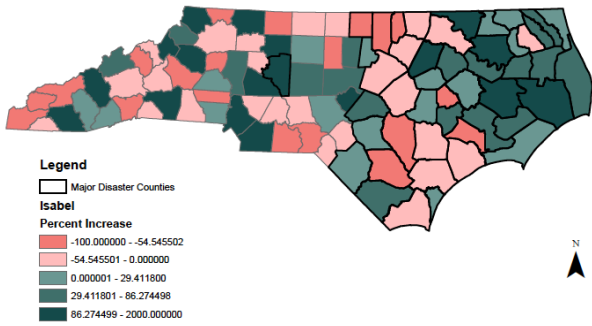 Legend
Major Disaster Counties
Isabel
Percent Increase
-100.000000 - -54.545502
-54.545501 - 0.000000
0.000001 - 29.411800
29.411801 - 86.274498
86.274499 - 2000.000000
N